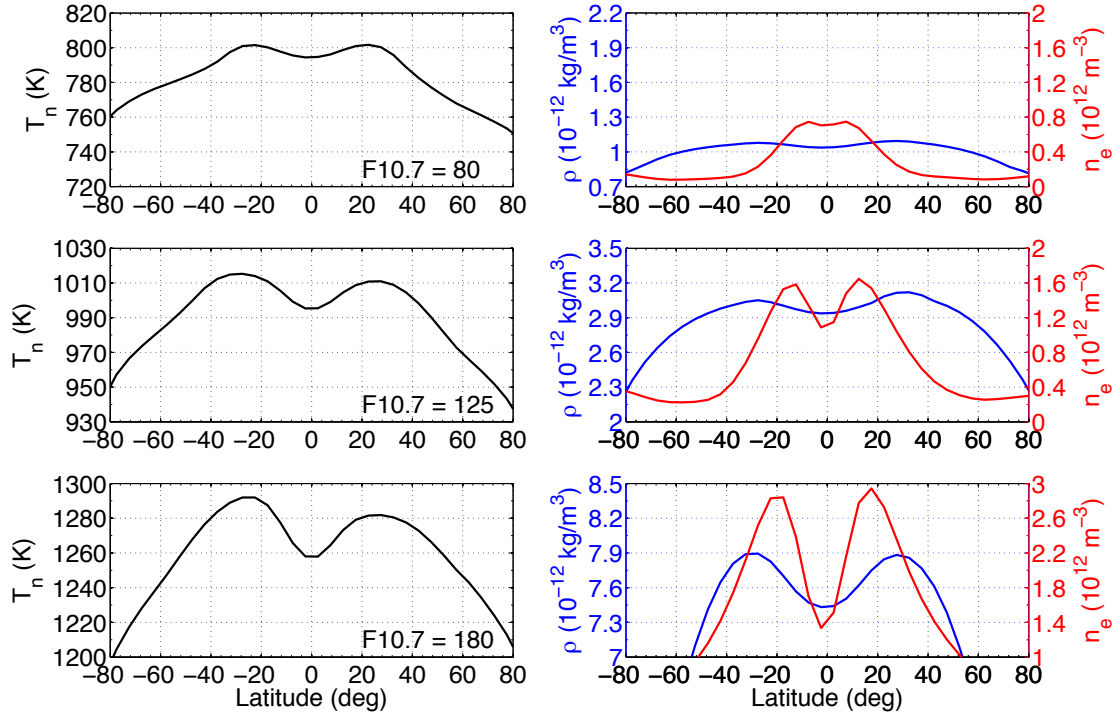 T_n (K)
800
780
760
740
720
−80 −60 −40 −20 0 20 40 60 80
F10.7 = 80
ρ (10^−12 kg/m^3)
2.2
1.9
1.6
1.3
1
0.7
−80 −60 −40 −20 0 20 40 60 80
2
1.6
1.2
0.8
0.4
0
n_e (10^12 m^−3)
T_n (K)
1030
1010
990
970
950
930
−80 −60 −40 −20 0 20 40 60 80
F10.7 = 125
ρ (10^−12 kg/m^3)
3.5
3.2
2.9
2.6
2.3
2
−80 −60 −40 −20 0 20 40 60 80
2
1.6
1.2
0.8
0.4
0
n_e (10^12 m^−3)
T_n (K)
1300
1280
1260
1240
1220
1200
−80 −60 −40 −20 0 20 40 60 80
F10.7 = 180
Latitude (deg)
ρ (10^−12 kg/m^3)
8.5
8.2
7.9
7.6
7.3
7
−80 −60 −40 −20 0 20 40 60 80
Latitude (deg)
3
2.6
2.2
1.8
1.4
1
n_e (10^12 m^−3)